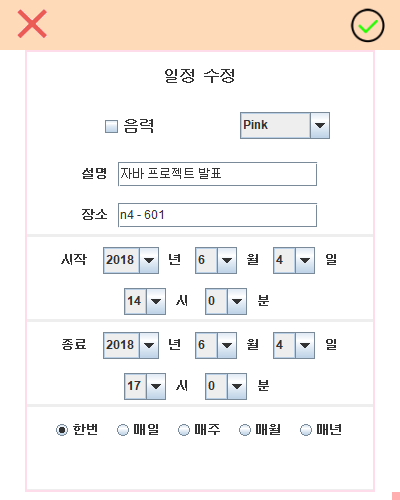 일정 수정
음력 Pink
설명 자바 프로젝트 발표
장소 n4 - 601
시작 2018 년 6 월 4 일
14 시 0 분
종료 2018 년 6 월 4 일
17 시 0 분
한번 매일 매주 매월 매년